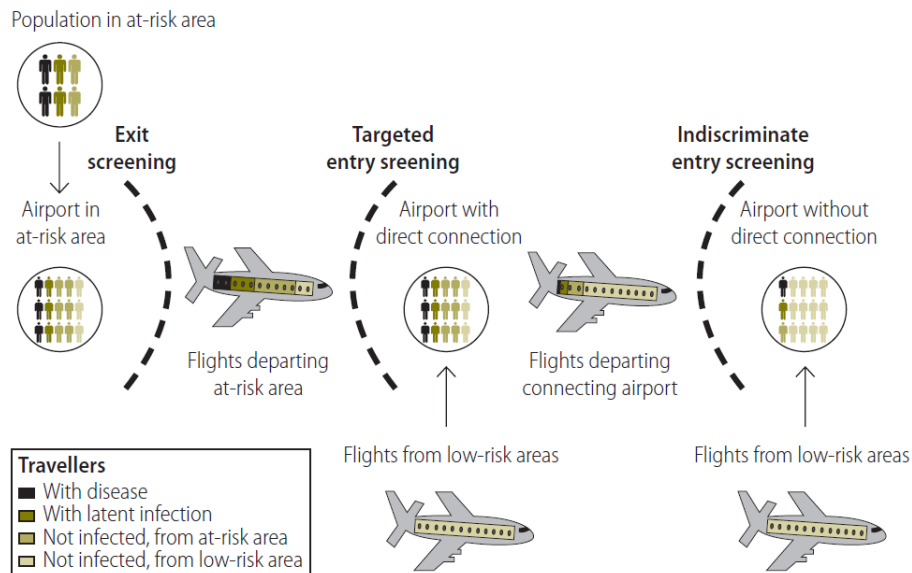 Population in at-risk area
Exit
screening
Targeted
entry sreening
Indiscriminate
entry screening
Airport in
at-risk area
Airport with
direct connection
Airport without
direct connection
Flights departing
at-risk area
Flights departing
connecting airport
Flights from low-risk areas
Flights from low-risk areas
Travellers
With disease
With latent infection
Not infected, from at-risk area
Not infected, from low-risk area